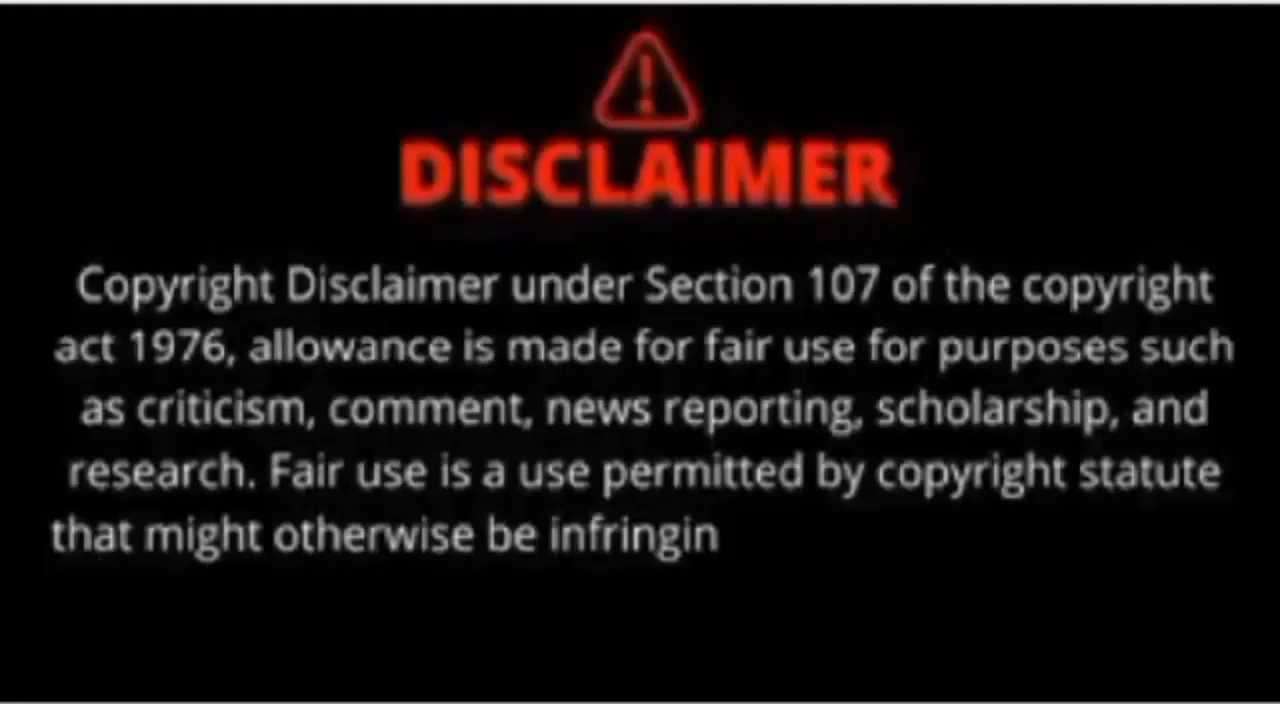 DISCLAIMER
Copyright Disclaimer under Section 107 of the copyright
act 1976, allowance is made for fair use for purposes such
as criticism, comment, news reporting, scholarship, and
research. Fair use is a use permitted by copyright statute
that might otherwise be infringin